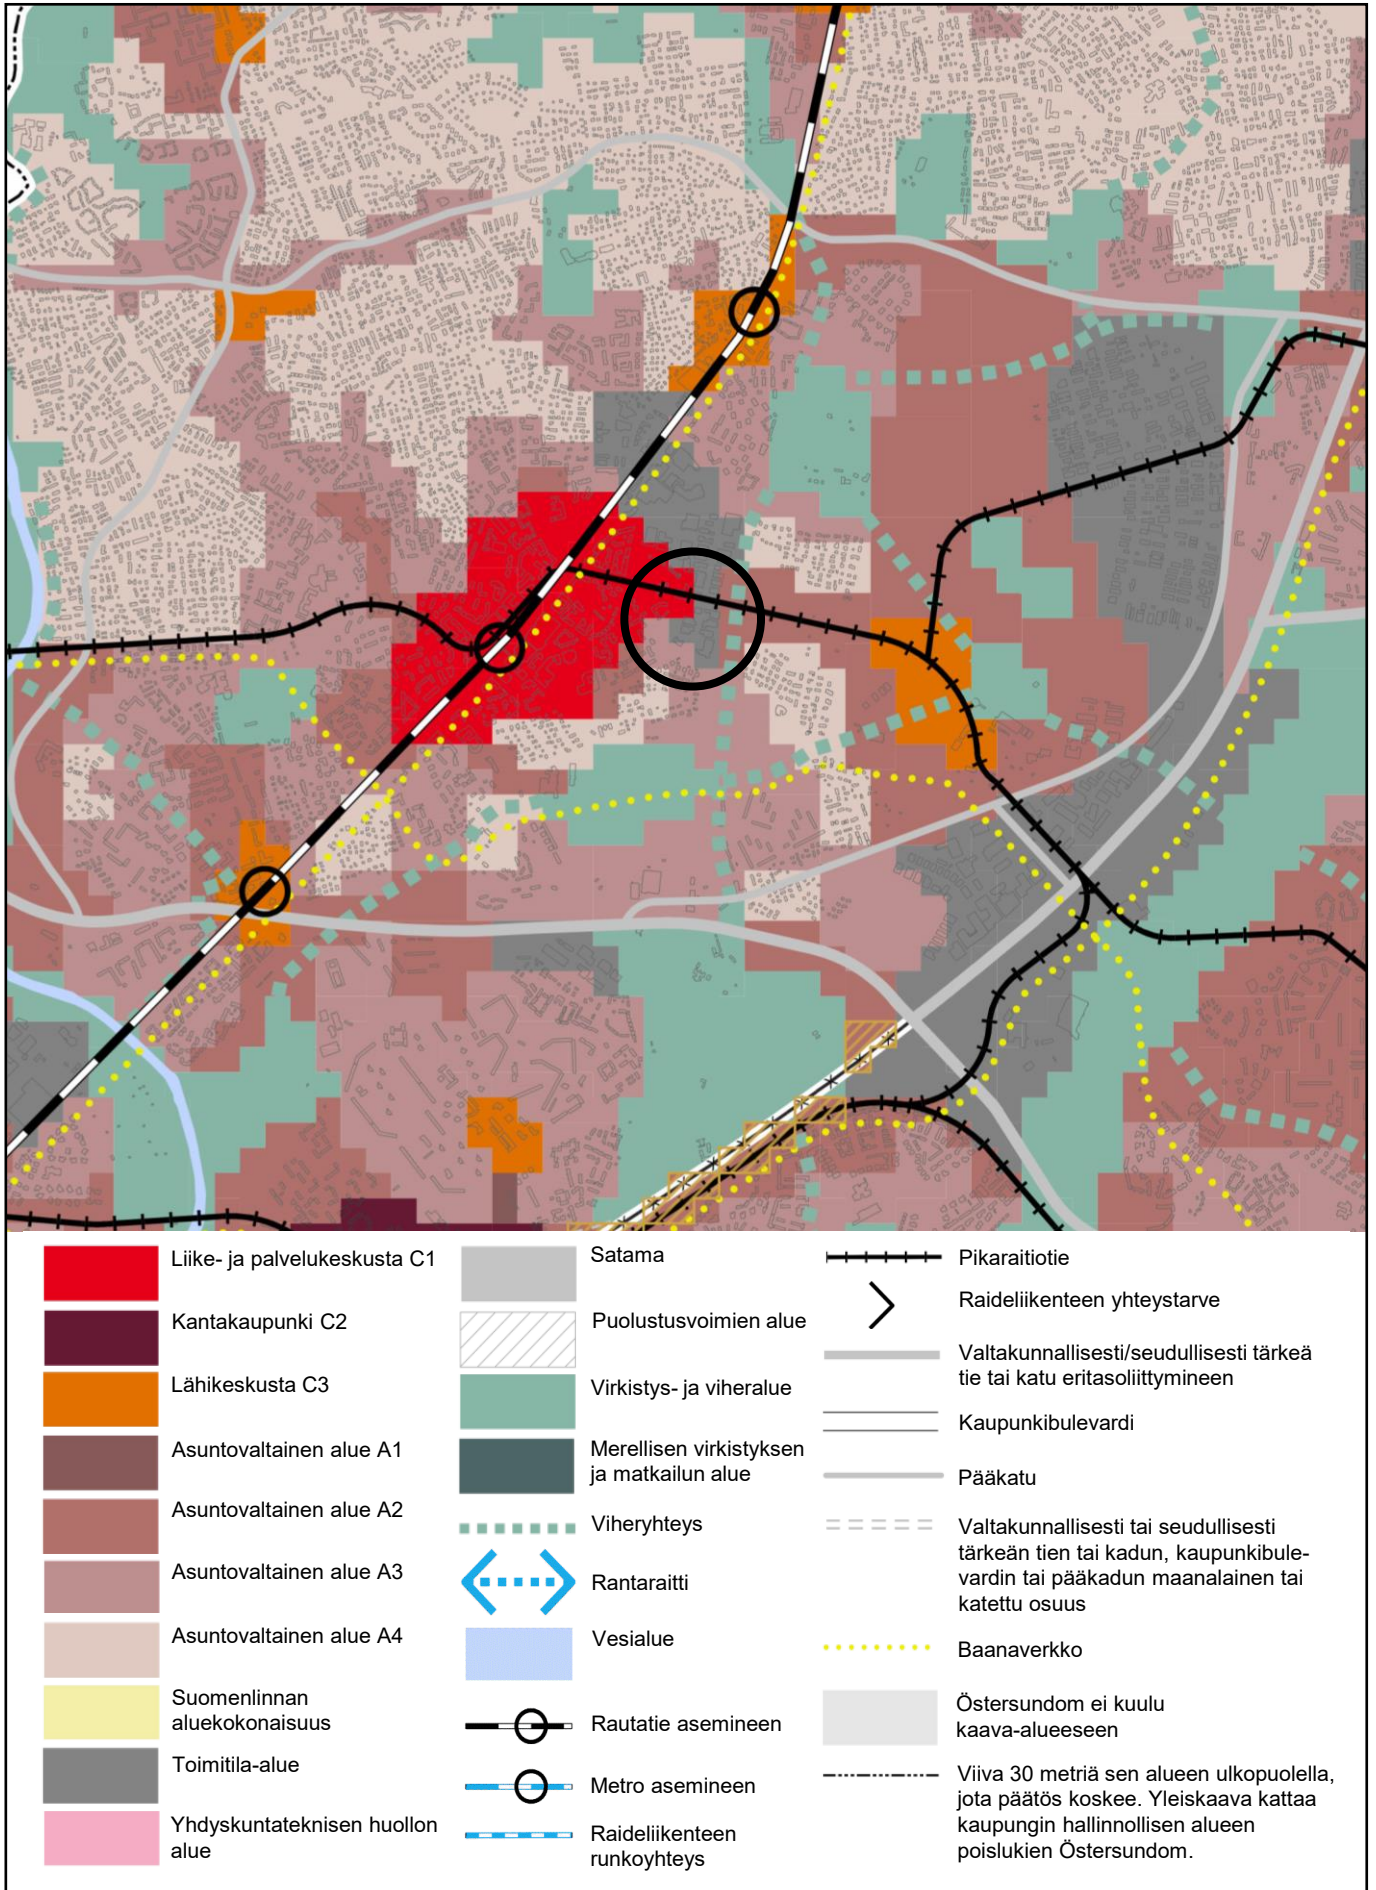 Liike- ja palvelukeskusta C1
Kantakaupunki C2
Lähikeskusta C3
Asuntovaltainen alue A1
Asuntovaltainen alue A2
Asuntovaltainen alue A3
Asuntovaltainen alue A4
Suomenlinnan
aluekokonaisuus
Toimitila-alue
Yhdyskuntateknisen huollon
alue
Satama
Puolustusvoimien alue
Virkistys- ja viheralue
Merellisen virkistyksen
ja matkailun alue
Viheryhteys
Rantaraitti
Vesialue
Rautatie asemineen
Metro asemineen
Raideliikenteen
runkoyhteys
Pikaraitiotie
Raideliikenteen yhteystarve
Valtakunnallisesti/seudullisesti tärkeä
tie tai katu eritasoliittymineen
Kaupunkibulevardi
Pääkatu
Valtakunnallisesti tai seudullisesti
tärkeän tien tai kadun, kaupunkibule-
vardin tai pääkadun maanalainen tai
katettu osuus
Baanaverkko
Östersundom ei kuulu
kaava-alueeseen
Viiva 30 metriä sen alueen ulkopuolella,
jota päätös koskee. Yleiskaava kattaa
kaupungin hallinnollisen alueen
poislukien Östersundom.